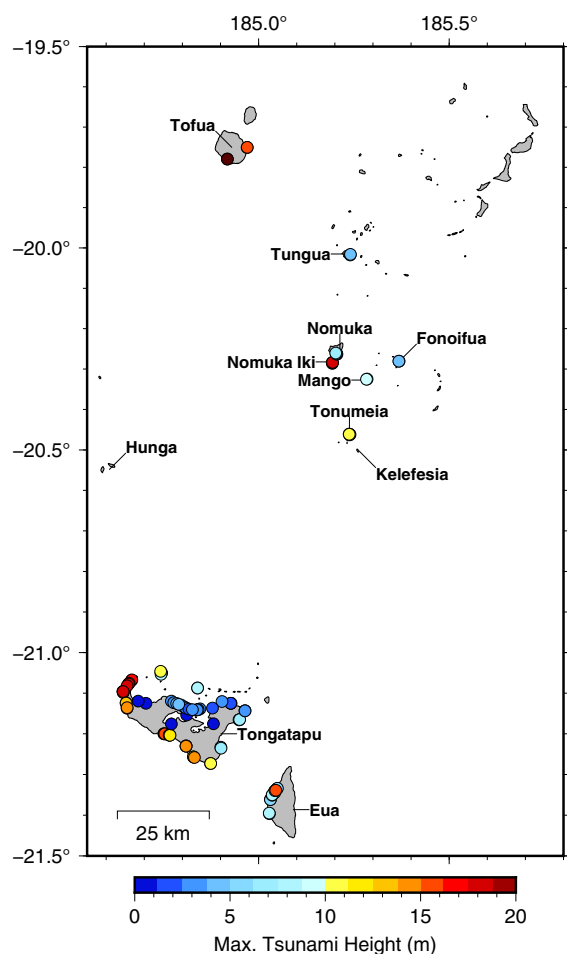 185.0° 185.5°
−19.5°
Tofua
−20.0°
Tungua
Nomuka
Fonoifua
Nomuka Iki
Mango
Tonumeia
Hunga
−20.5°
Kelefesia
−21.0°
Tongatapu
Eua
25 km
−21.5°
0 5 10 15 20
Max. Tsunami Height (m)